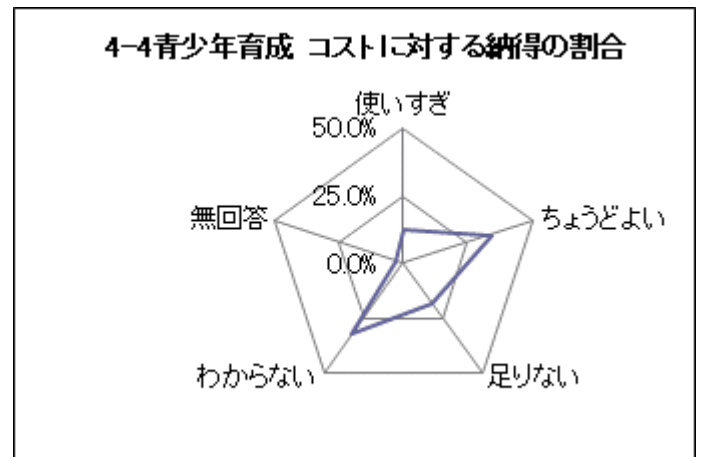 4-4青少年育成 コストに対する納得の割合
使いすぎ
50.0%
25.0%
無回答
ちょうどよい
0.0%
わからない
足りない